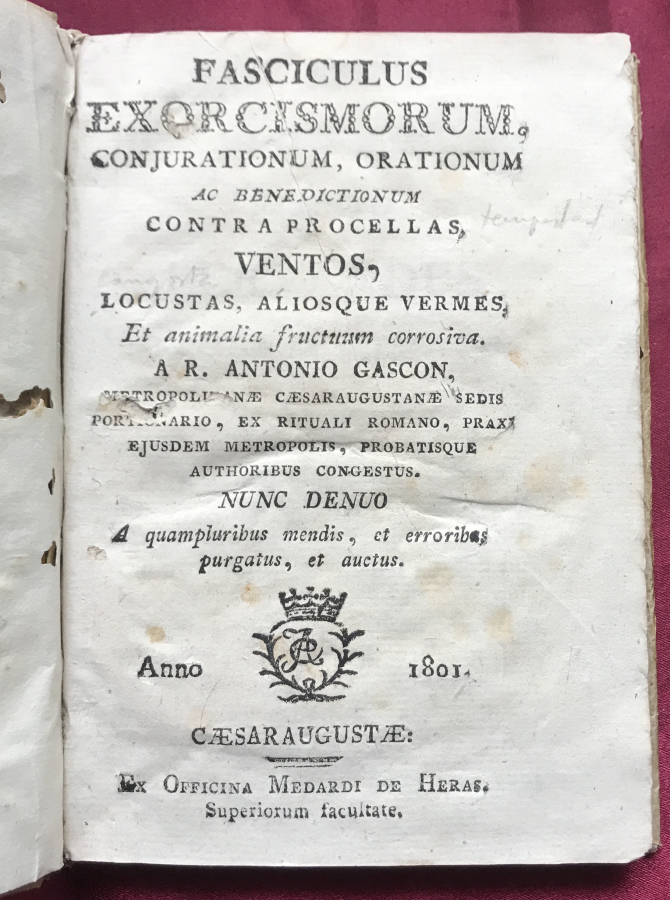 FASCICULUS
EXORCISMORUM,
CONJURATIONUM, ORATIONUM
AC BENEDICTIONUM
CONTRA PROCELLAS,
VENTOS,
LOCUSTAS, ALIOSQUE VERMES,
Et animalia fructuum corrosiva.
A R. ANTONIO GASCON,
METROPOLITANÆ CÆSARAUGUSTANÆ SEDIS
PORTIONARIO, EX RITUALI ROMANO, PRAXI
EJUSDEM METROPOLIS, PROBATISQUE
AUTHORIBUS CONGESTUS.
NUNC DENUO
A quampluribus mendis, et erroribus
purgatus, et auctus.
Anno 1801.
CÆSARAUGUSTÆ:
EX OFFICINA MEDARDI DE HERAS.
Superiorum facultate.